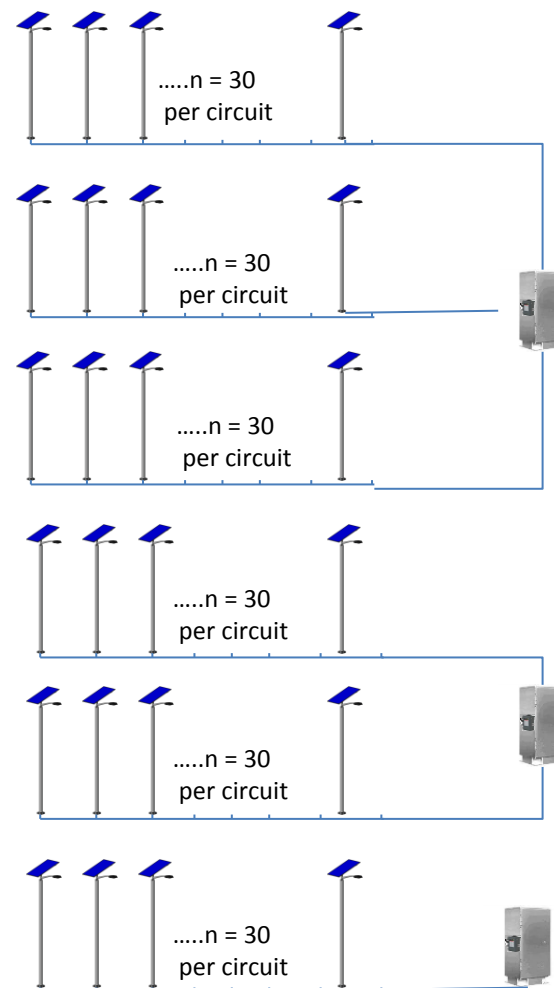 .....n = 30
per circuit
.....n = 30
per circuit
.....n = 30
per circuit
.....n = 30
per circuit
.....n = 30
per circuit
.....n = 30
per circuit